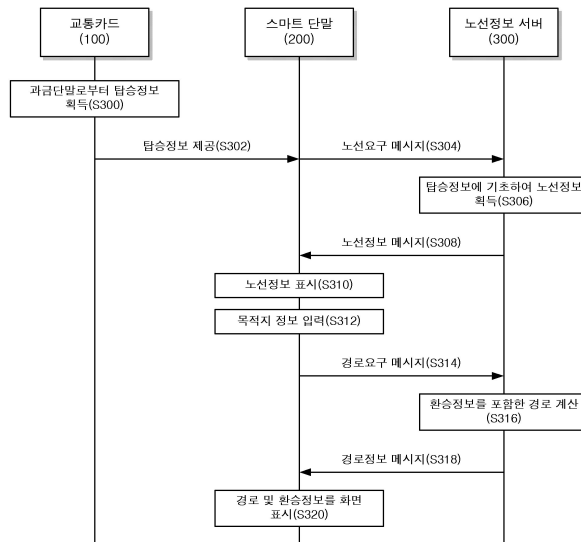 교통카드
(100)
스마트 단말
(200)
노선정보 서버
(300)
과금단말로부터 탑승정보
획득(S300)
탑승정보 제공(S302)
노선요구 메시지(S304)
탑승정보에 기초하여 노선정보
획득(S306)
노선정보 메시지(S308)
노선정보 표시(S310)
목적지 정보 입력(S312)
경로요구 메시지(S314)
환승정보를 포함한 경로 계산
(S316)
경로정보 메시지(S318)
경로 및 환승정보를 화면
표시(S320)